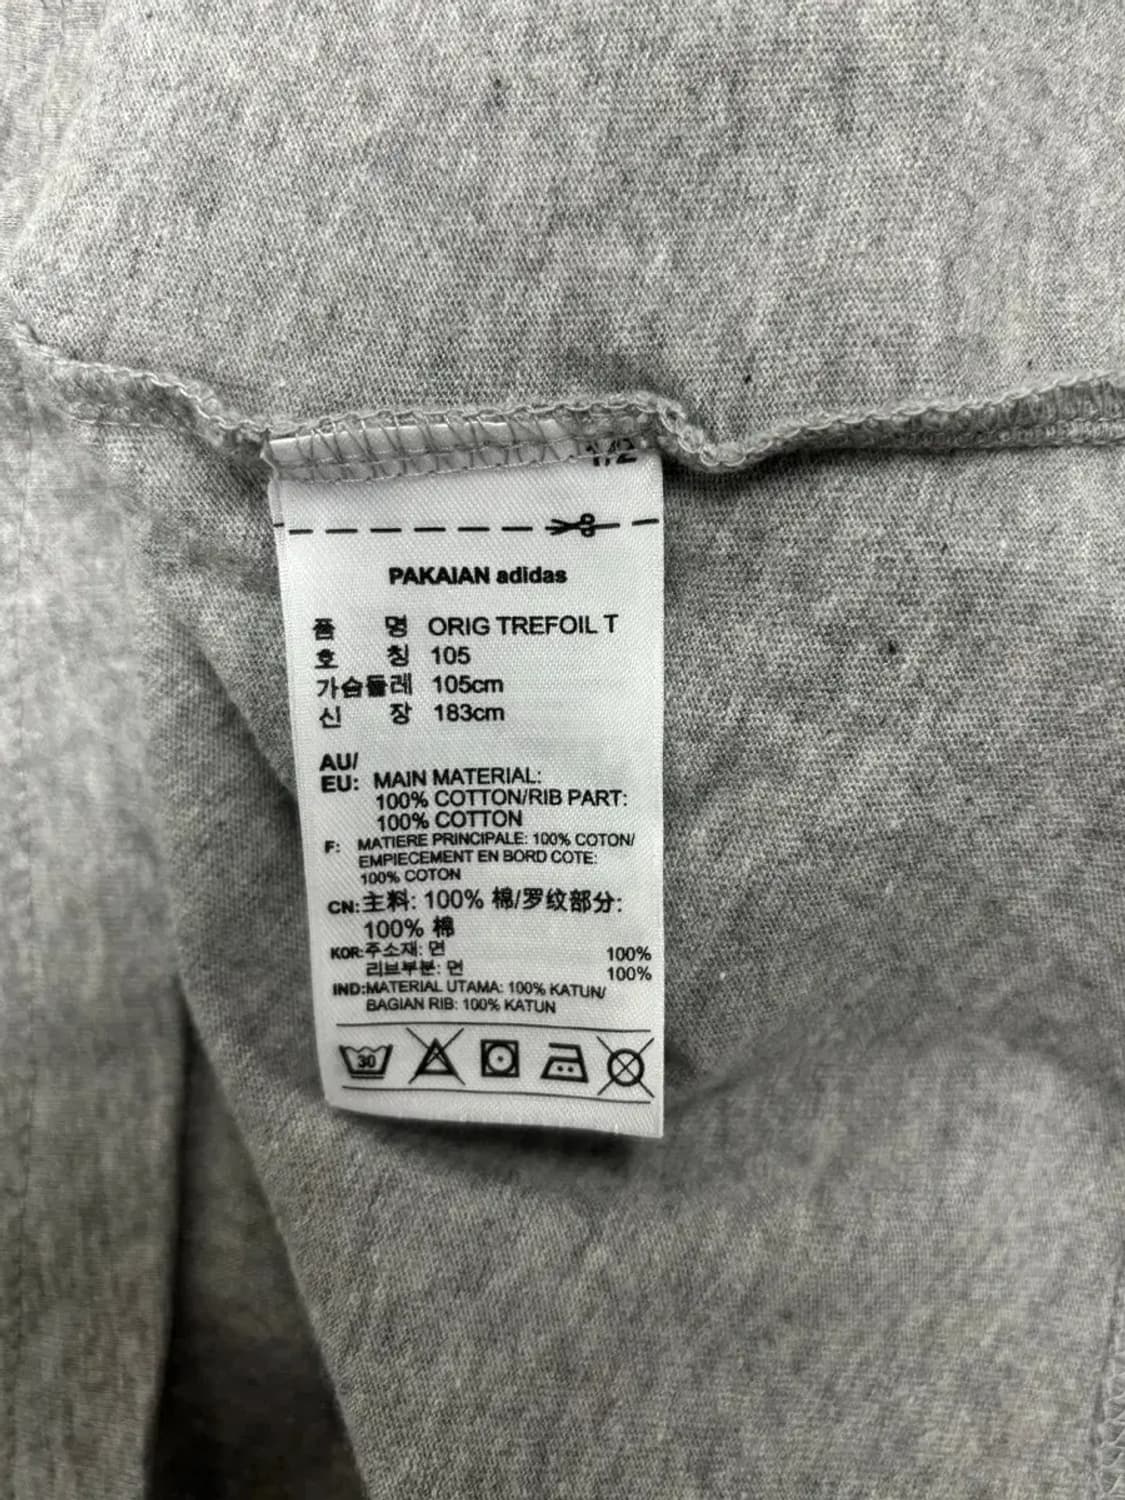 1/2
PAKAIAN adidas
품 명 ORIG TREFOIL T
호 칭 105
가슴둘레 105cm
신 장 183cm
AU/
EU: MAIN MATERIAL:
100% COTTON/RIB PART:
100% COTTON
F: MATIERE PRINCIPALE: 100% COTON/
EMPIECEMENT EN BORD COTE:
100% COTON
CN:主料: 100% 棉/罗纹部分:
100% 棉
KOR:주소재: 면 100%
리브부분: 면 100%
IND:MATERIAL UTAMA: 100% KATUN/
BAGIAN RIB: 100% KATUN
30